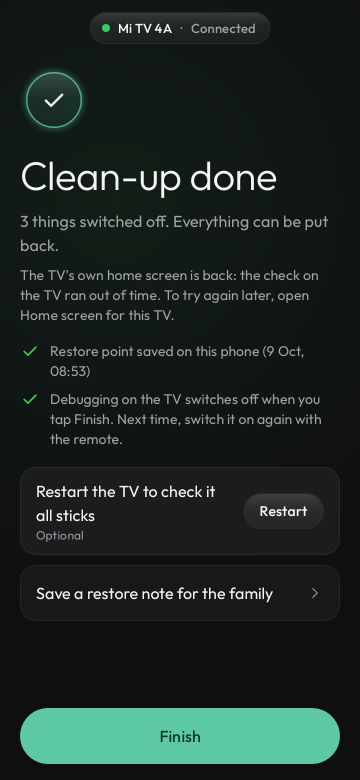 Mi TV 4A · Connected
Clean-up done
3 things switched off. Everything can be put
back.
The TV's own home screen is back: the check on
the TV ran out of time. To try again later, open
Home screen for this TV.
Restore point saved on this phone (9 Oct,
08:53)
Debugging on the TV switches off when you
tap Finish. Next time, switch it on again with
the remote.
Restart the TV to check it
all sticks
Optional
Restart
Save a restore note for the family
Finish